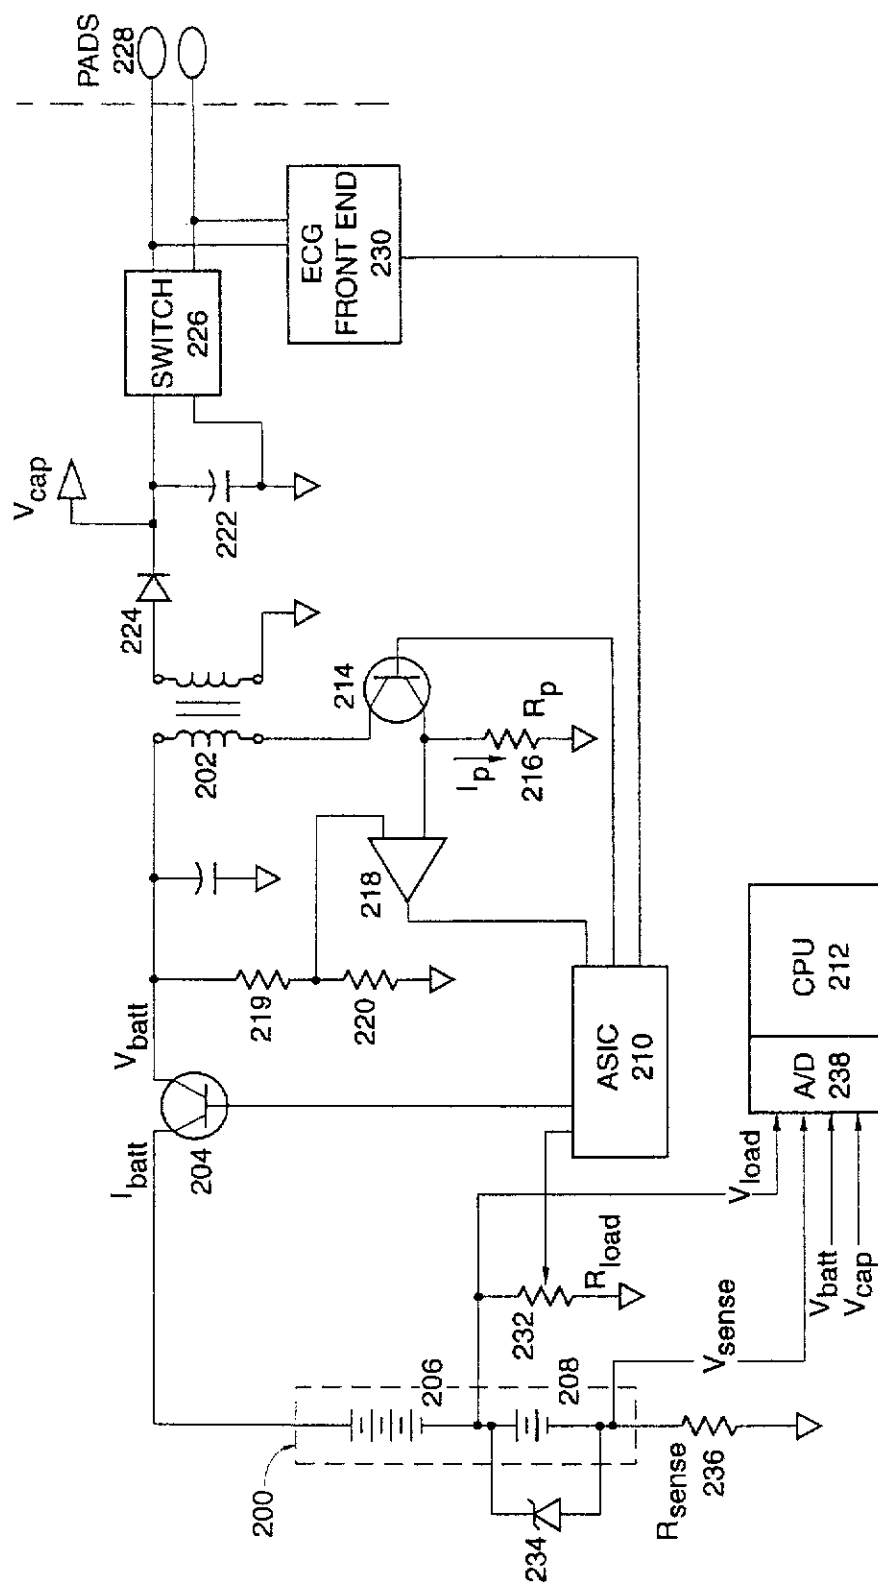 PADS
228
SWITCH
226
ECG
FRONT END
230
V_cap
224
222
202
214
I_p
216
R_p
218
V_batt
219
220
I_batt
204
ASIC
210
CPU
212
A/D
238
V_load
V_sense
V_batt
V_cap
232
R_load
200
206
208
234
R_sense
236